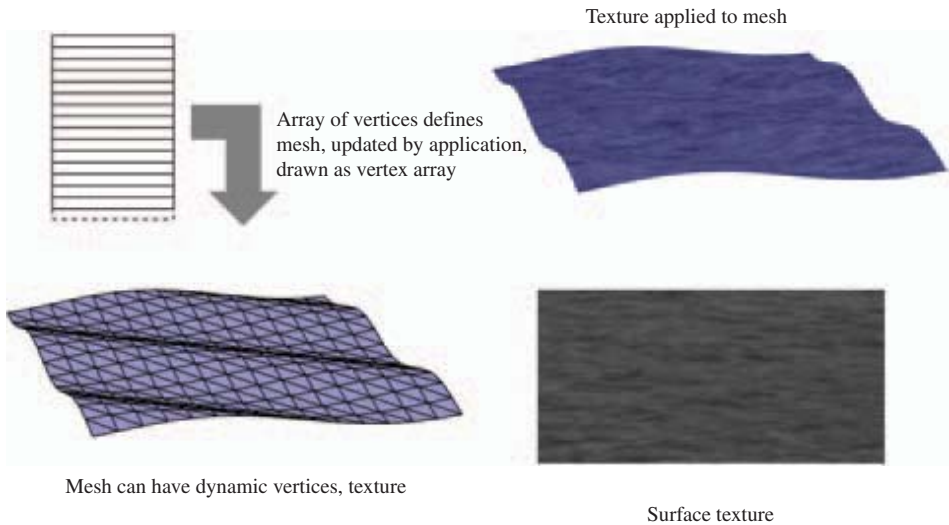 Texture applied to mesh
Array of vertices defines
mesh, updated by application,
drawn as vertex array
Mesh can have dynamic vertices, texture
Surface texture